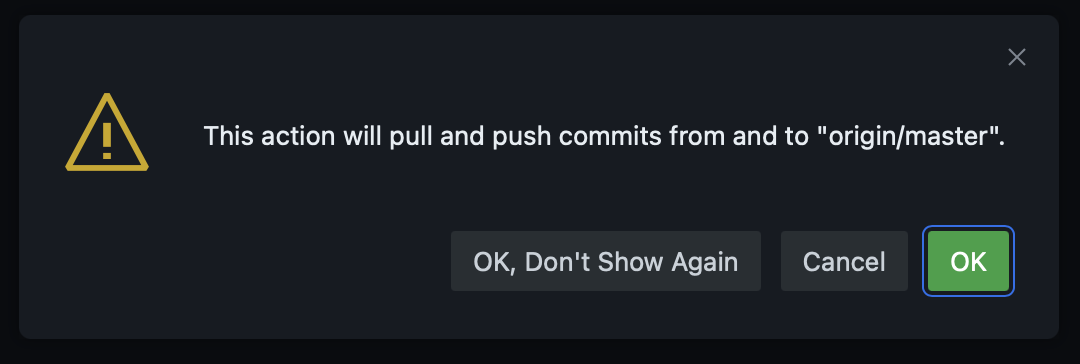 This action will pull and push commits from and to "origin/master".
OK, Don't Show Again
Cancel
OK